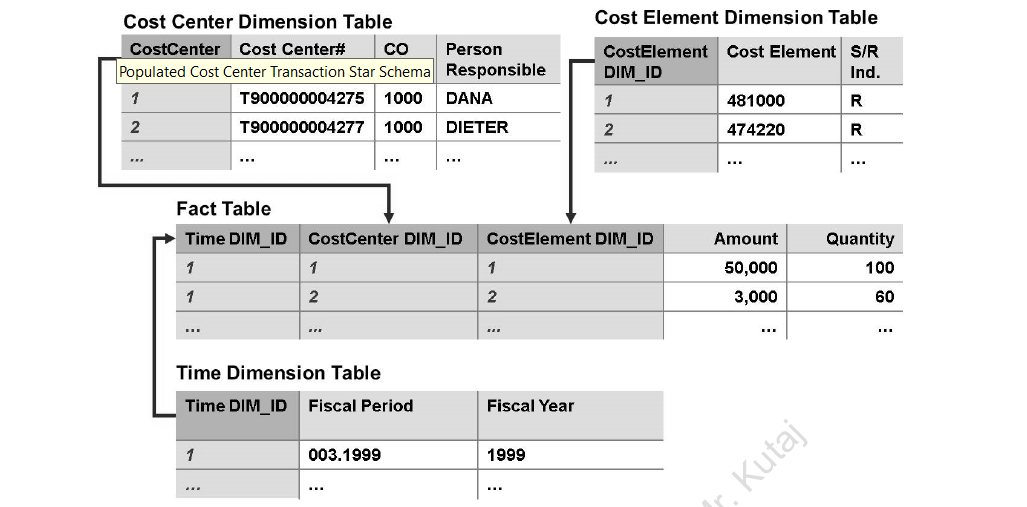 Cost Center Dimension Table
CostCenter Cost Center# CO Person Responsible
Populated Cost Center Transaction Star Schema
1 T900000004275 1000 DANA
2 T900000004277 1000 DIETER
... ... ... ...
Cost Element Dimension Table
CostElement DIM_ID Cost Element S/R Ind.
1 481000 R
2 474220 R
... ... ...
Fact Table
Time DIM_ID CostCenter DIM_ID CostElement DIM_ID Amount Quantity
1 1 1 50,000 100
1 2 2 3,000 60
... ... ... ... ...
Time Dimension Table
Time DIM_ID Fiscal Period Fiscal Year
1 003.1999 1999
... ... ...
Mr. Kutaj